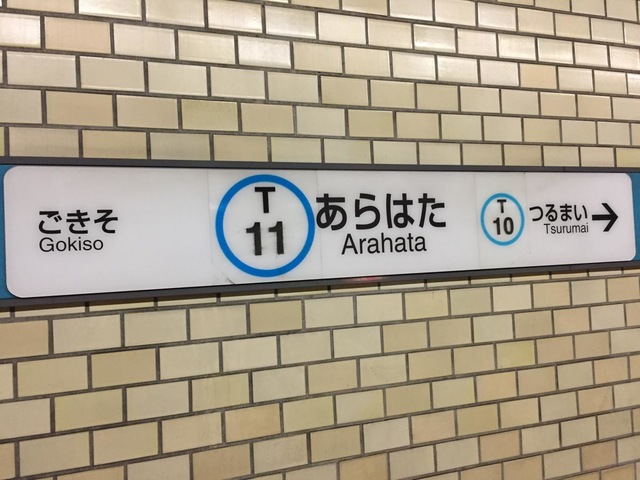 ごきそ
Gokiso
T
11
あらはた
Arahata
T
10
つるまい
Tsurumai
→